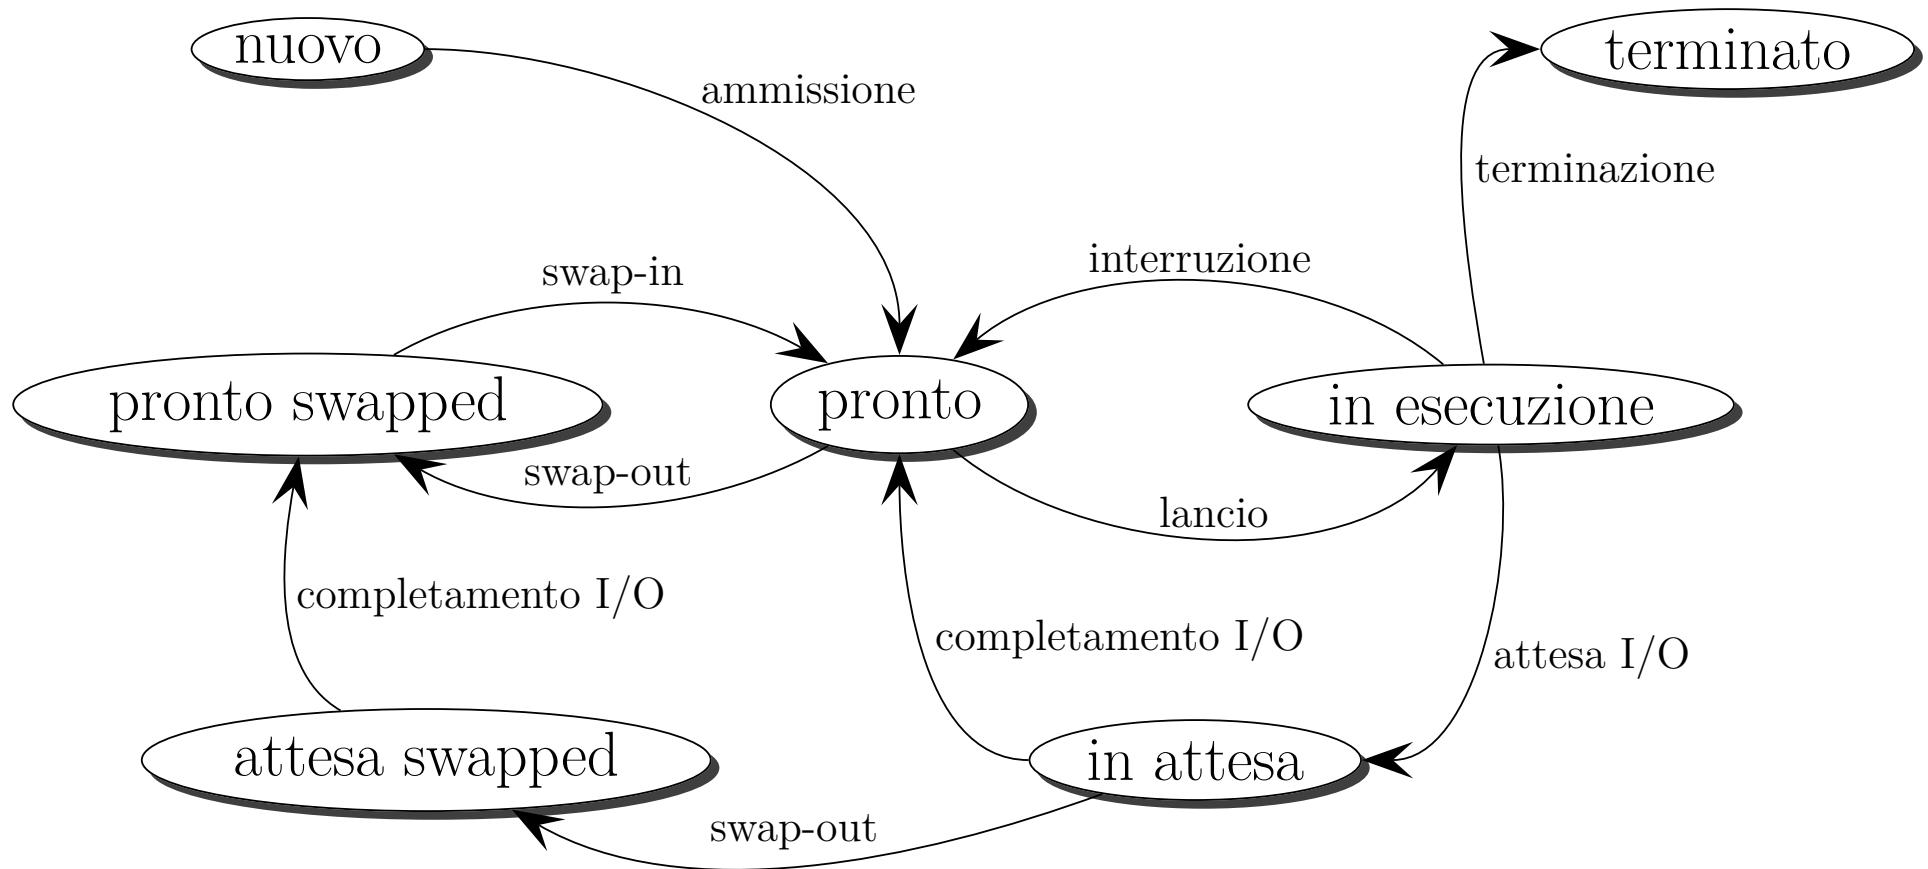 nuovo
terminato
ammissione
terminazione
interruzione
swap-in
pronto swapped
pronto
in esecuzione
swap-out
lancio
completamento I/O
completamento I/O
attesa I/O
attesa swapped
in attesa
swap-out